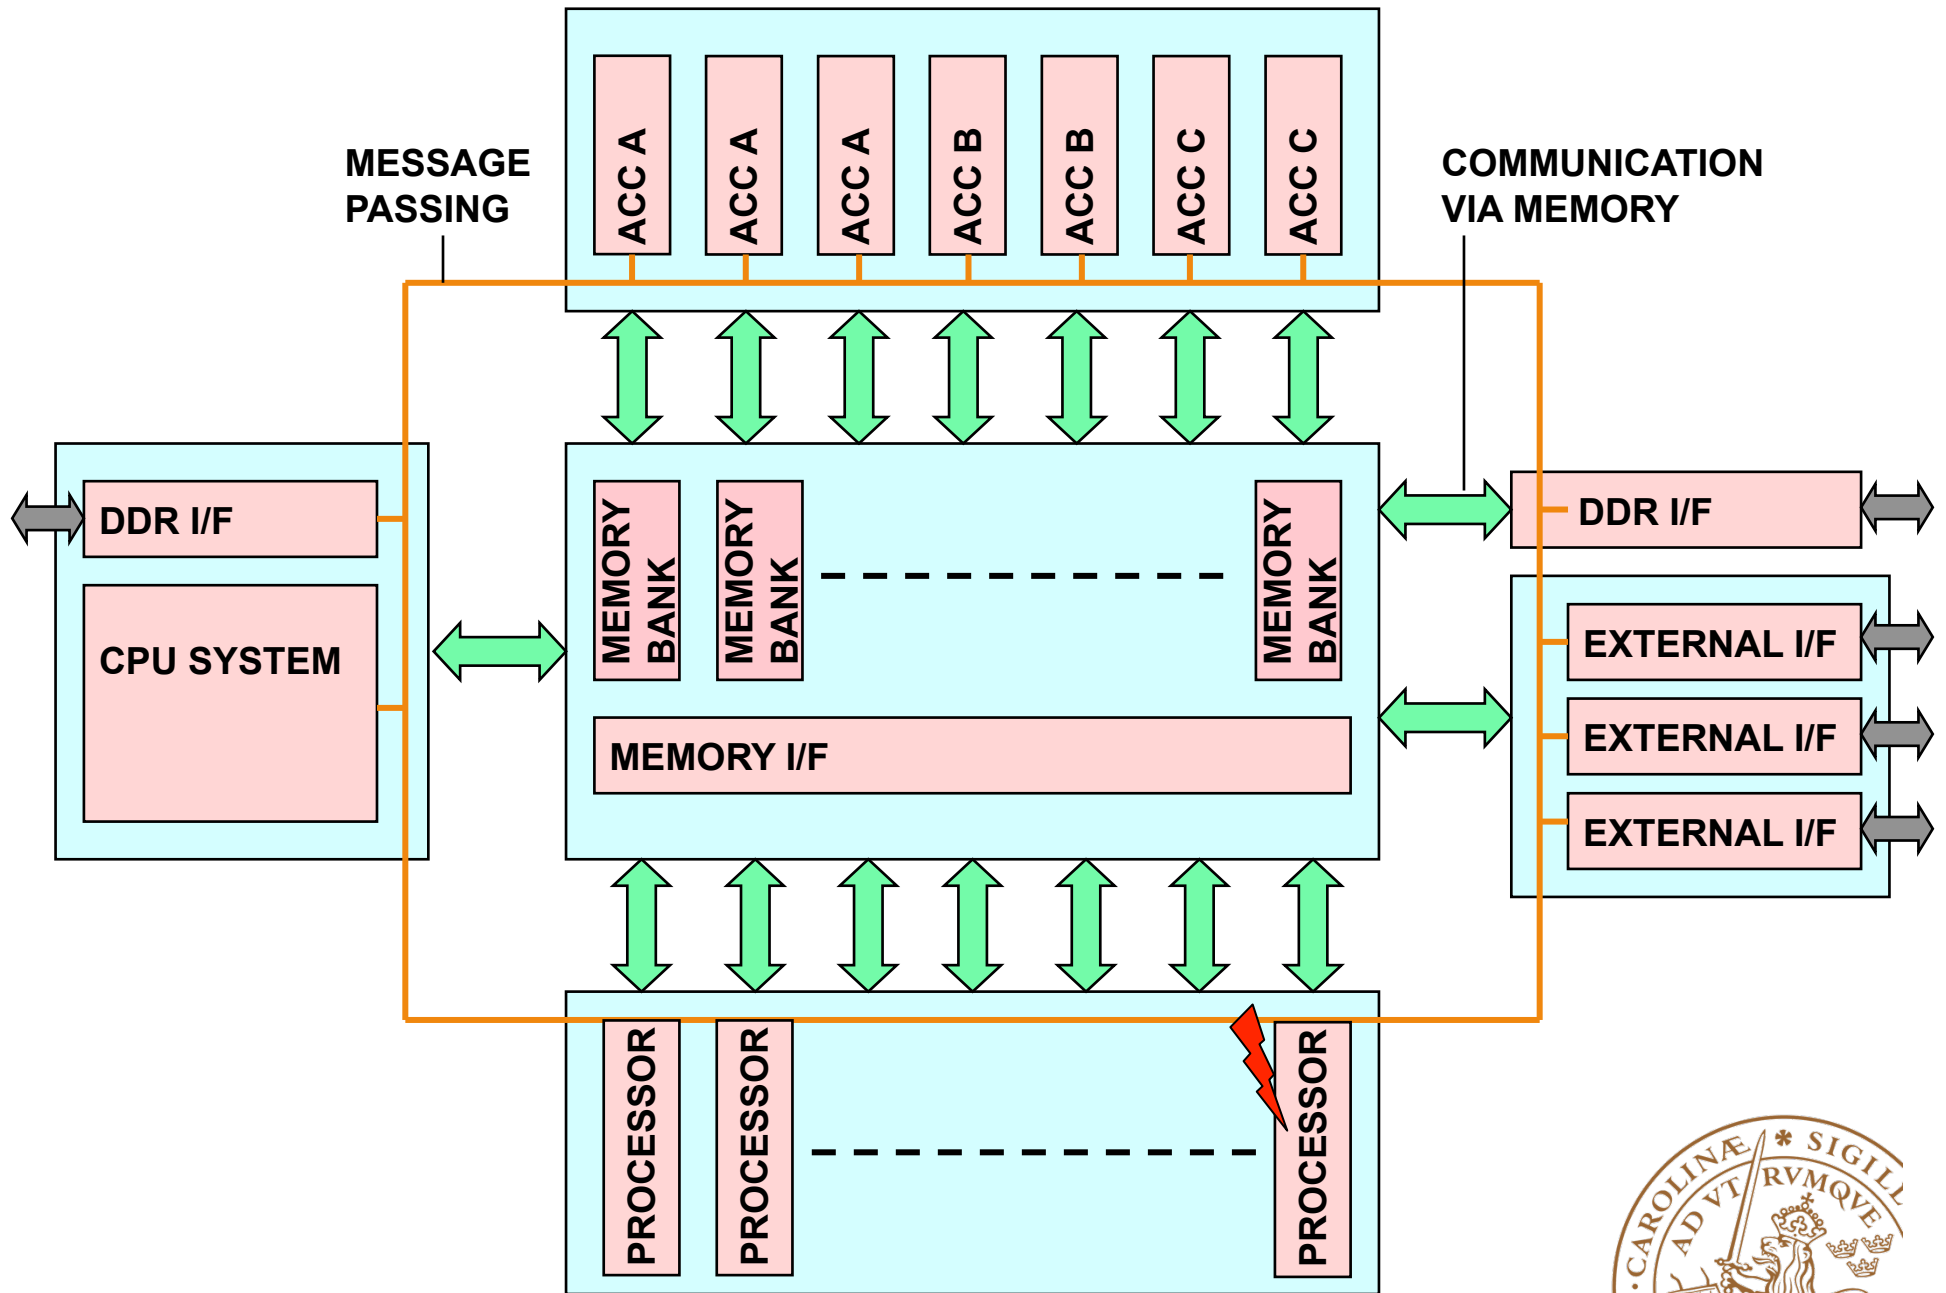 ACC A
ACC A
ACC A
ACC B
ACC B
ACC C
ACC C
MESSAGE
PASSING
COMMUNICATION
VIA MEMORY
DDR I/F
CPU SYSTEM
MEMORY
BANK
MEMORY
BANK
MEMORY
BANK
MEMORY I/F
DDR I/F
EXTERNAL I/F
EXTERNAL I/F
EXTERNAL I/F
PROCESSOR
PROCESSOR
PROCESSOR
CAROLINÆ * SIGILL
AD VT RVMQVE